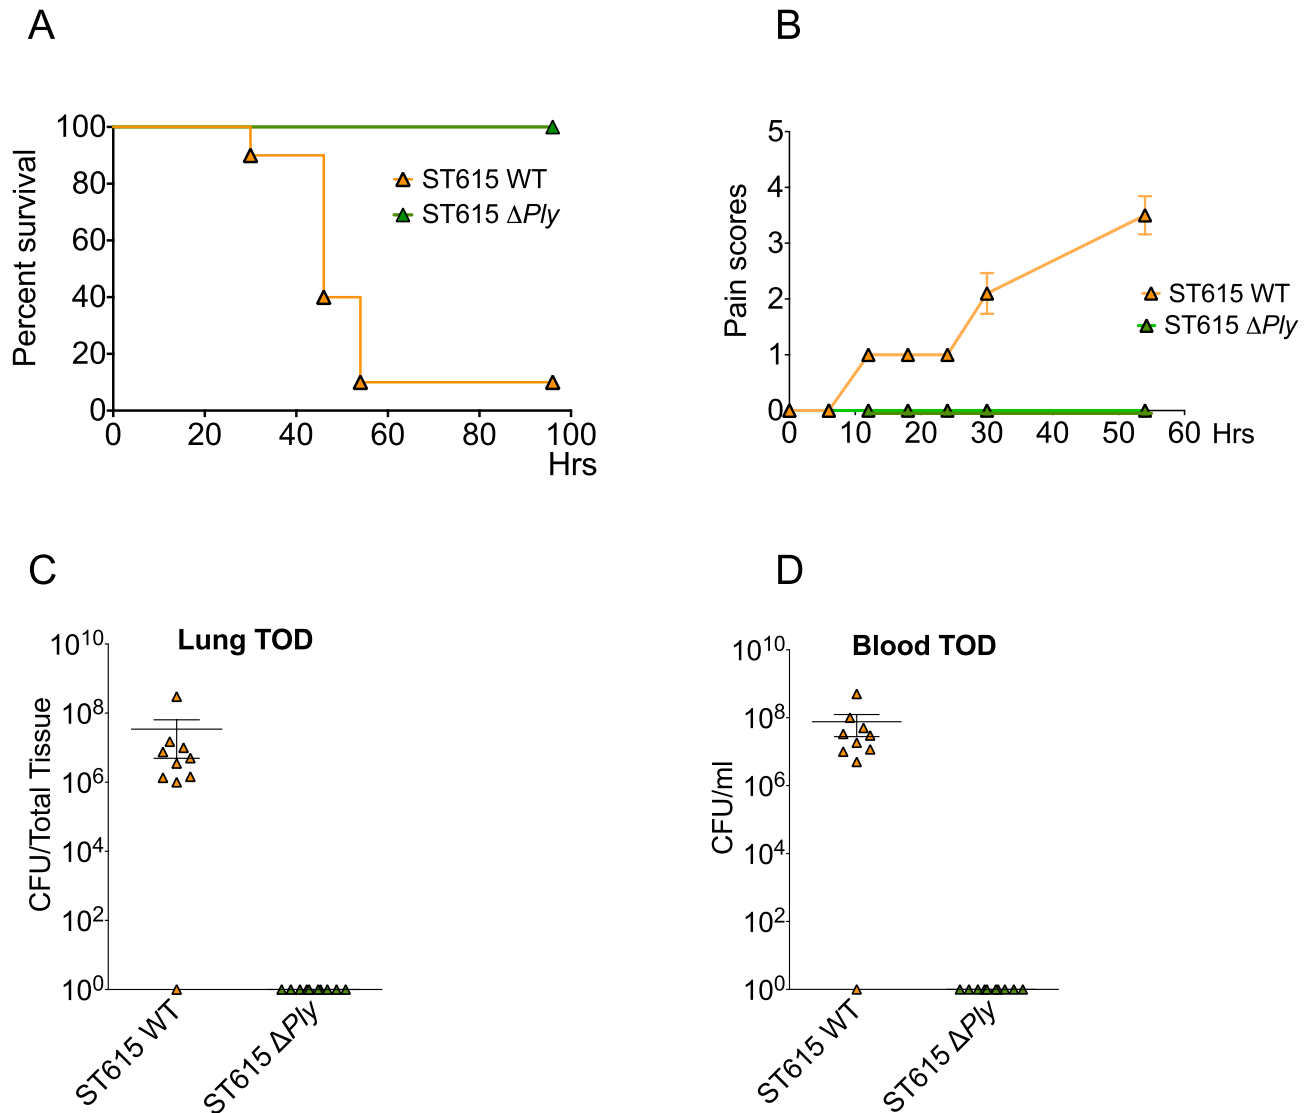 A
100
80
60
40
20
0
Percent survival
ST615 WT
ST615 ΔPly
0 20 40 60 80 100
Hrs
B
5
4
3
2
1
0
Pain scores
ST615 WT
ST615 ΔPly
0 10 20 30 40 50 60 Hrs
C
Lung TOD
10¹⁰
10⁸
10⁶
10⁴
10²
10⁰
CFU/Total Tissue
ST615 WT
ST615 ΔPly
D
Blood TOD
10¹⁰
10⁸
10⁶
10⁴
10²
10⁰
CFU/ml
ST615 WT
ST615 ΔPly